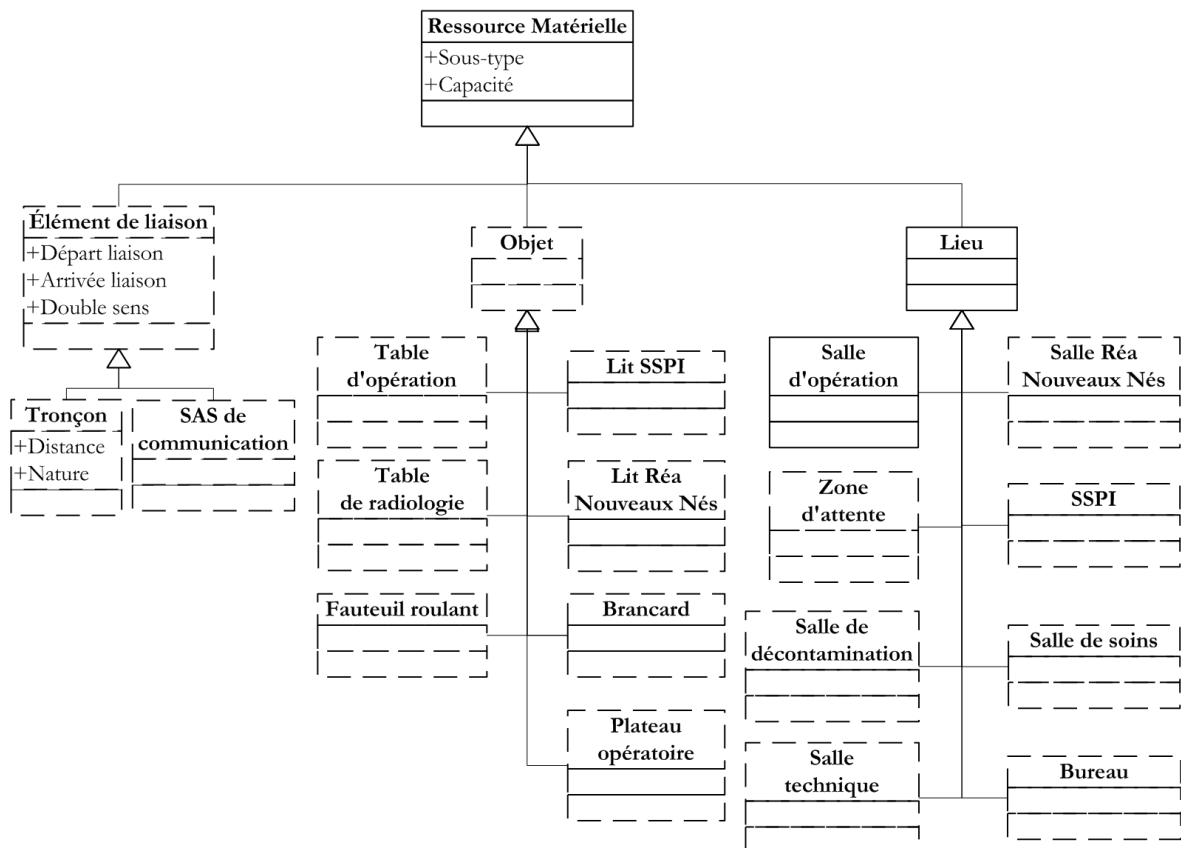 Ressource Matérielle
+Sous-type
+Capacité
Élément de liaison
+Départ liaison
+Arrivée liaison
+Double sens
Objet
Lieu
Tronçon
+Distance
+Nature
SAS de
communication
Table
d'opération
Lit SSPI
Table
de radiologie
Lit Réa
Nouveaux Nés
Fauteuil roulant
Brancard
Plateau
opératoire
Salle
d'opération
Salle Réa
Nouveaux Nés
Zone
d'attente
SSPI
Salle de
décontamination
Salle de soins
Salle
technique
Bureau